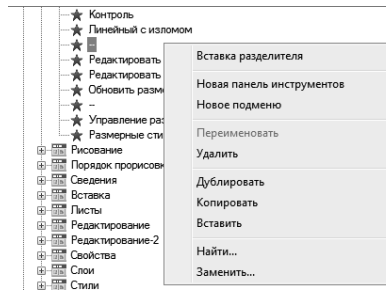 Контроль
Линейный с изломом
--
Редактировать
Редактировать
Обновить разме
--
Управление раз
Размерные сти
Рисование
Порядок прорисовк
Сведения
Вставка
Листы
Редактирование
Редактирование-2
Свойства
Слои
Стили
Вставка разделителя
Новая панель инструментов
Новое подменю
Переименовать
Удалить
Дублировать
Копировать
Вставить
Найти...
Заменить...